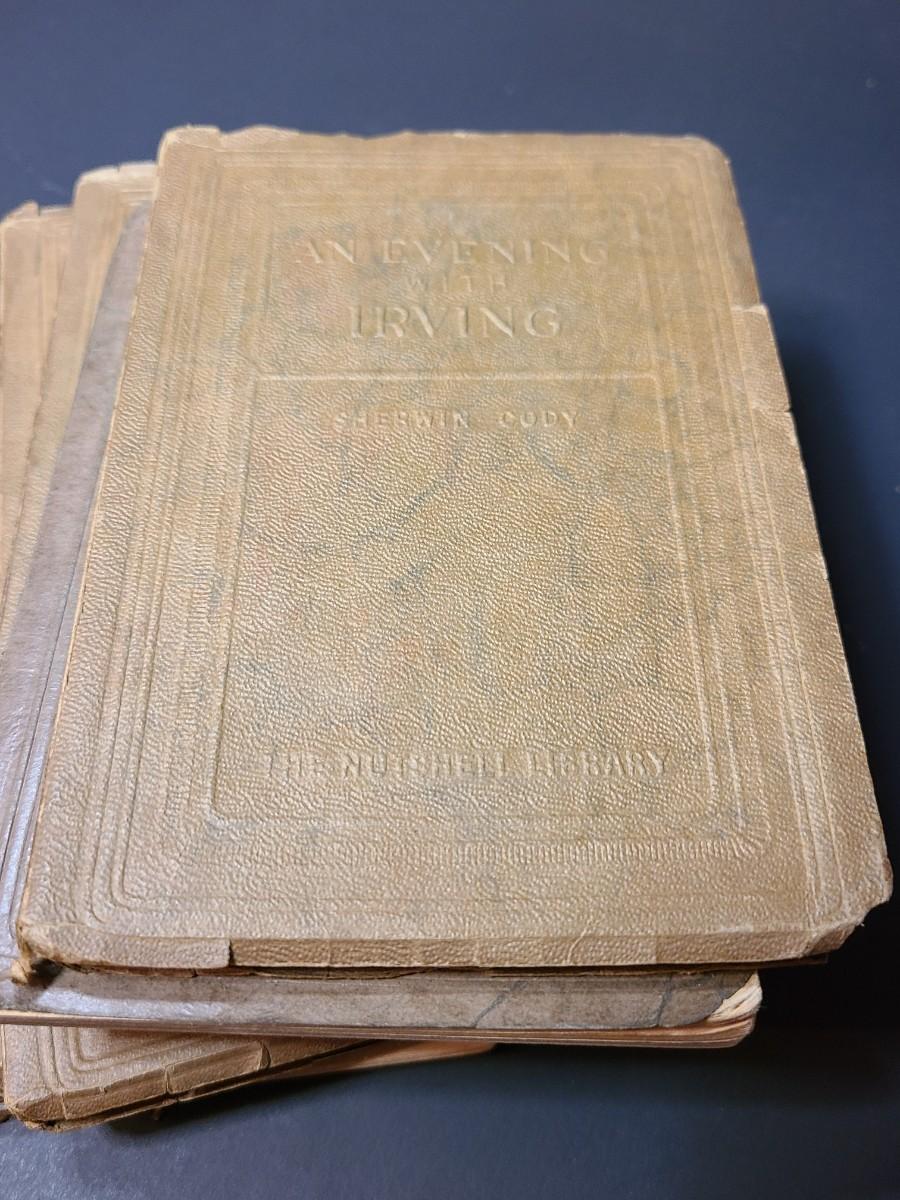 AN EVENING
WITH
IRVING
SHERWIN CODY
THE NUTSHELL LIBRARY